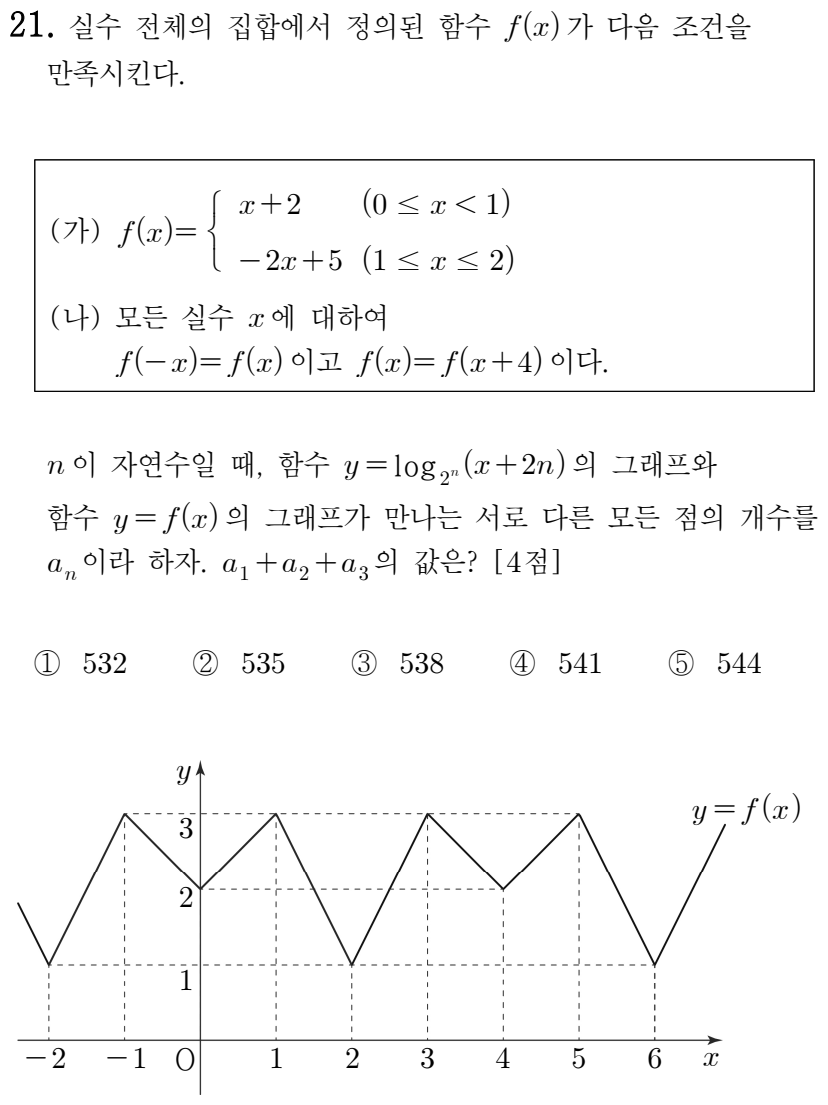 21. 실수 전체의 집합에서 정의된 함수 f(x)가 다음 조건을
만족시킨다.
(가) f(x)= { x+2 (0 ≤ x < 1)
-2x+5 (1 ≤ x ≤ 2)
(나) 모든 실수 x에 대하여
f(-x)=f(x)이고 f(x)=f(x+4)이다.
n이 자연수일 때, 함수 y=log_{2^n}(x+2n)의 그래프와
함수 y=f(x)의 그래프가 만나는 서로 다른 모든 점의 개수를
a_n이라 하자. a_1+a_2+a_3의 값은? [4점]
① 532 ② 535 ③ 538 ④ 541 ⑤ 544
y
3
y=f(x)
2
1
-2 -1 O 1 2 3 4 5 6 x